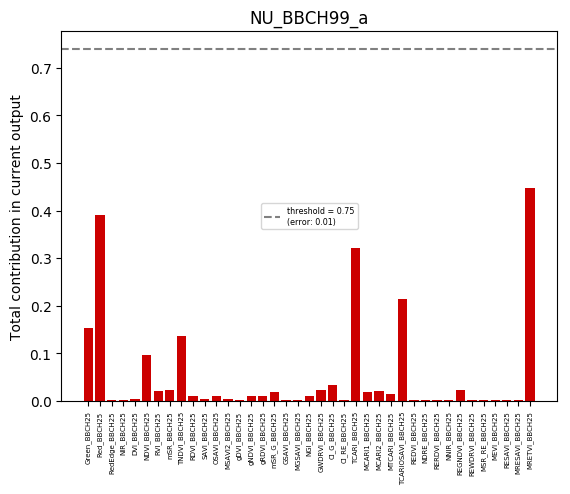 NU_BBCH99_a
Total contribution in current output
0.7
0.6
0.5
0.4
0.3
0.2
0.1
0.0
threshold = 0.75
(error: 0.01)
Green_BBCH25
Red_BBCH25
RedEdge_BBCH25
NIR_BBCH25
DVI_BBCH25
NDVI_BBCH25
RVI_BBCH25
mSR_BBCH25
TNDVI_BBCH25
RDVI_BBCH25
SAVI_BBCH25
OSAVI_BBCH25
MSAVI2_BBCH25
gDVI_BBCH25
gNDVI_BBCH25
gRDVI_BBCH25
mSR_G_BBCH25
GSAVI_BBCH25
MGSAVI_BBCH25
NGI_BBCH25
GWDRVI_BBCH25
CI_G_BBCH25
CI_RE_BBCH25
TCARI_BBCH25
MCARI1_BBCH25
MCARI2_BBCH25
MTCARI_BBCH25
TCARIOSAVI_BBCH25
REDVI_BBCH25
NDRE_BBCH25
RERDVI_BBCH25
NNIR_BBCH25
REGNDVI_BBCH25
REWDRVI_BBCH25
MSR_RE_BBCH25
MEVI_BBCH25
RESAVI_BBCH25
MRESAVI_BBCH25
MRETVI_BBCH25